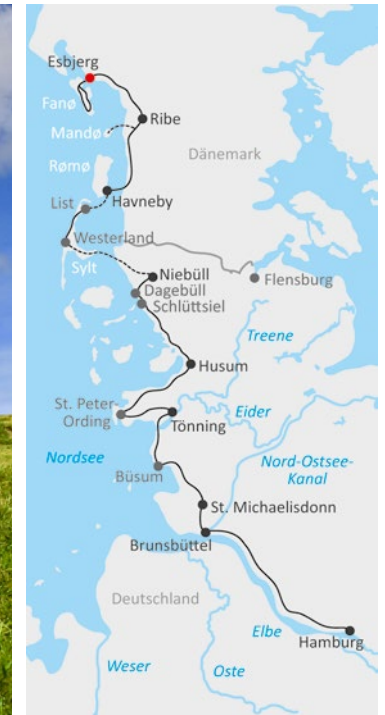 Esbjerg
Fanø
Mandø
Ribe
Dänemark
Rømø
List
Havneby
Westerland
Sylt
Niebüll
Flensburg
Dagebüll
Schlüttsiel
Treene
Husum
St. Peter-
Ording
Eider
Tönning
Nordsee
Büsum
Nord-Ostsee-
Kanal
St. Michaelisdonn
Brunsbüttel
Deutschland
Elbe
Hamburg
Weser
Oste